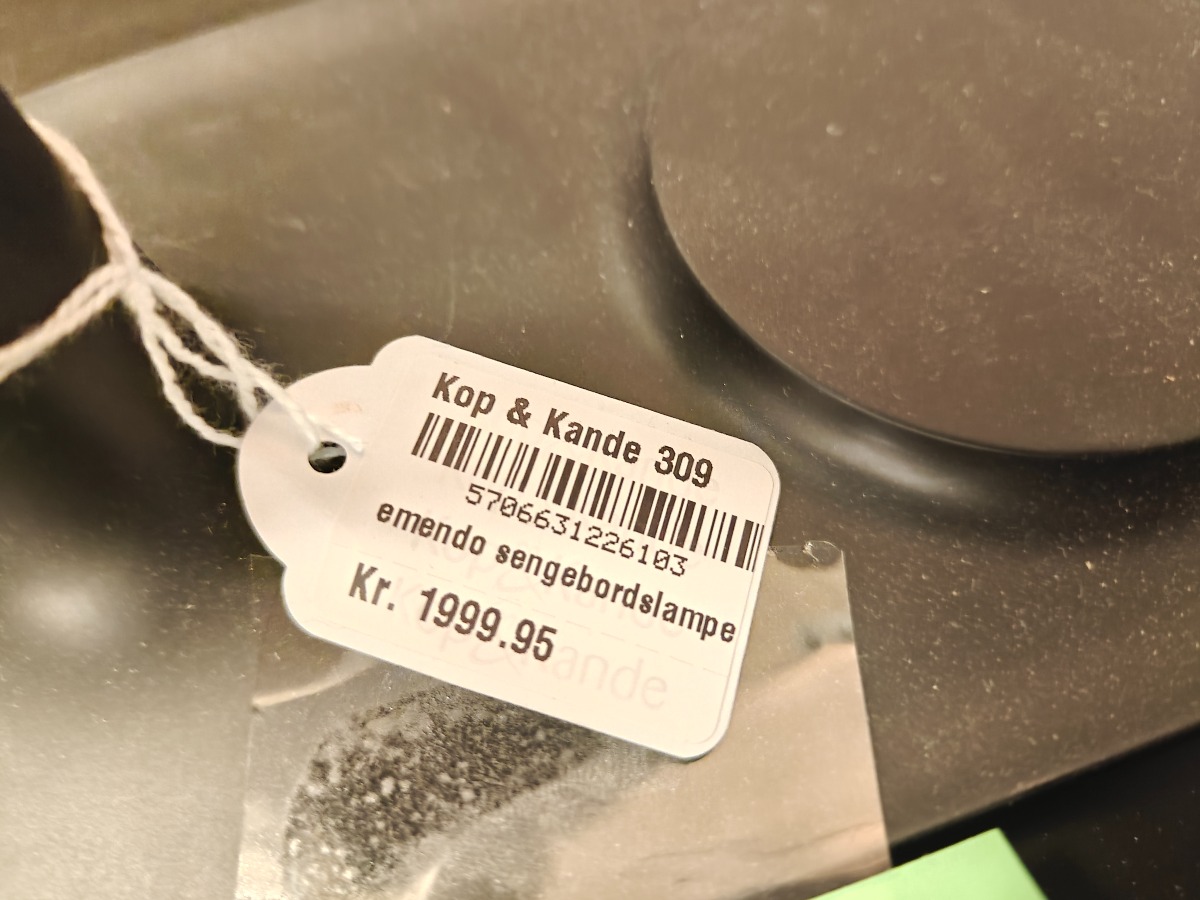 Kop & Kande 309
5706631226103
emendo sengebordslampe
Kr. 1999.95